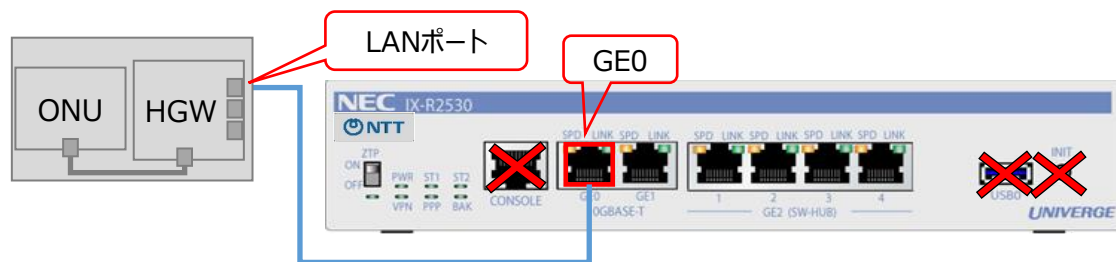 LANポート
GE0
ONU
HGW
NEC IX-R2530
NTT
SPD LINK SPD LINK
SPD LINK SPD LINK SPD LINK SPD LINK
ZTP
ON
OFF
PWR ST1 ST2
VPN PPP BAK
CONSOLE
GE0 GE1
0GBASE-T
1 2 3 4
GE2 (SW-HUB)
INIT
USB0
UNIVERGE